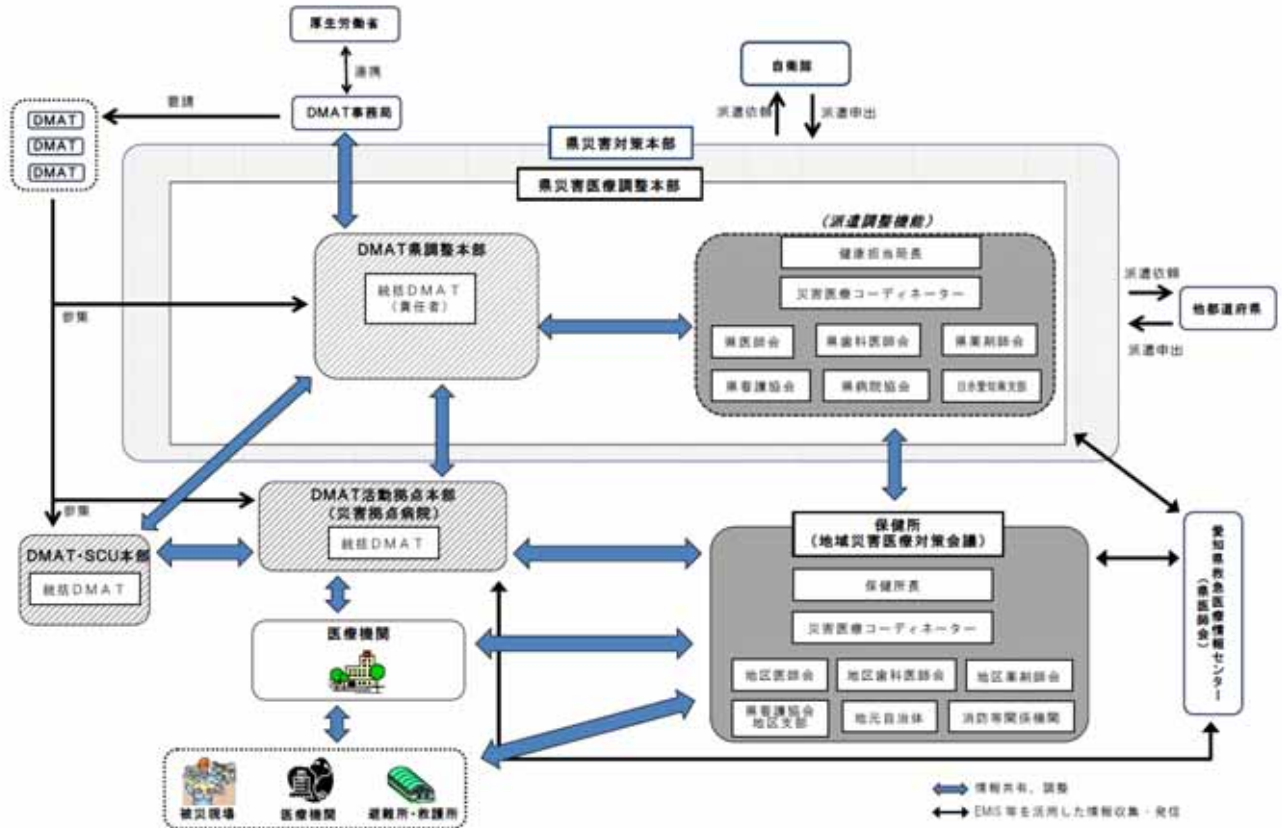 厚生労働省
連携
DMAT事務局
要請
DMAT
DMAT
DMAT
自衛隊
派遣依頼
派遣申出
県災害対策本部
県災害医療調整本部
DMAT県調整本部
統括DMAT
(責任者)
(派遣調整機能)
健康担当局長
災害医療コーディネーター
県医師会
県歯科医師会
県薬剤師会
県看護協会
県病院協会
日赤愛知県支部
派遣依頼
他都道府県
派遣申出
参集
参集
DMAT活動拠点本部
(災害拠点病院)
統括DMAT
DMAT・SCU本部
統括DMAT
医療機関
保健所
(地域災害医療対策会議)
保健所長
災害医療コーディネーター
地区医師会
地区歯科医師会
地区薬剤師会
県看護協会
地区支部
地元自治体
消防等関係機関
愛知県救急医療情報センター
(県医師会)
被災現場
医療機関
避難所・救護所
情報共有、調整
EMIS等を活用した情報収集・発信